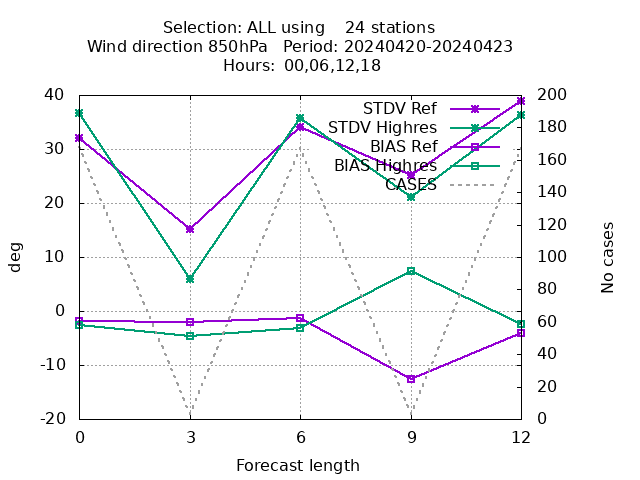 Selection: ALL using    24 stations
Wind direction 850hPa   Period: 20240420-20240423
Hours: 00,06,12,18
40
30
20
10
0
-10
-20
deg
STDV Ref
STDV Highres
BIAS Ref
BIAS Highres
CASES
200
180
160
140
120
100
80
60
40
20
0
No cases
0 3 6 9 12
Forecast length